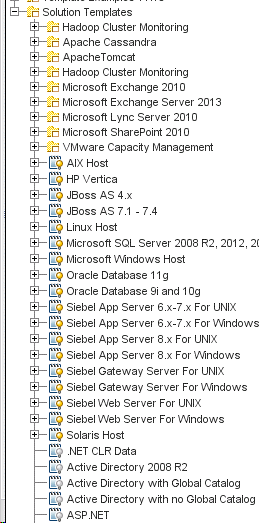 Solution Templates
Hadoop Cluster Monitoring
Apache Cassandra
ApacheTomcat
Hadoop Cluster Monitoring
Microsoft Exchange 2010
Microsoft Exchange Server 2013
Microsoft Lync Server 2010
Microsoft SharePoint 2010
VMware Capacity Management
AIX Host
HP Vertica
JBoss AS 4.x
JBoss AS 7.1 - 7.4
Linux Host
Microsoft SQL Server 2008 R2, 2012, 20
Microsoft Windows Host
Oracle Database 11g
Oracle Database 9i and 10g
Siebel App Server 6.x-7.x For UNIX
Siebel App Server 6.x-7.x For Windows
Siebel App Server 8.x For UNIX
Siebel App Server 8.x For Windows
Siebel Gateway Server For UNIX
Siebel Gateway Server For Windows
Siebel Web Server For UNIX
Siebel Web Server For Windows
Solaris Host
.NET CLR Data
Active Directory 2008 R2
Active Directory with Global Catalog
Active Directory with no Global Catalog
ASP.NET